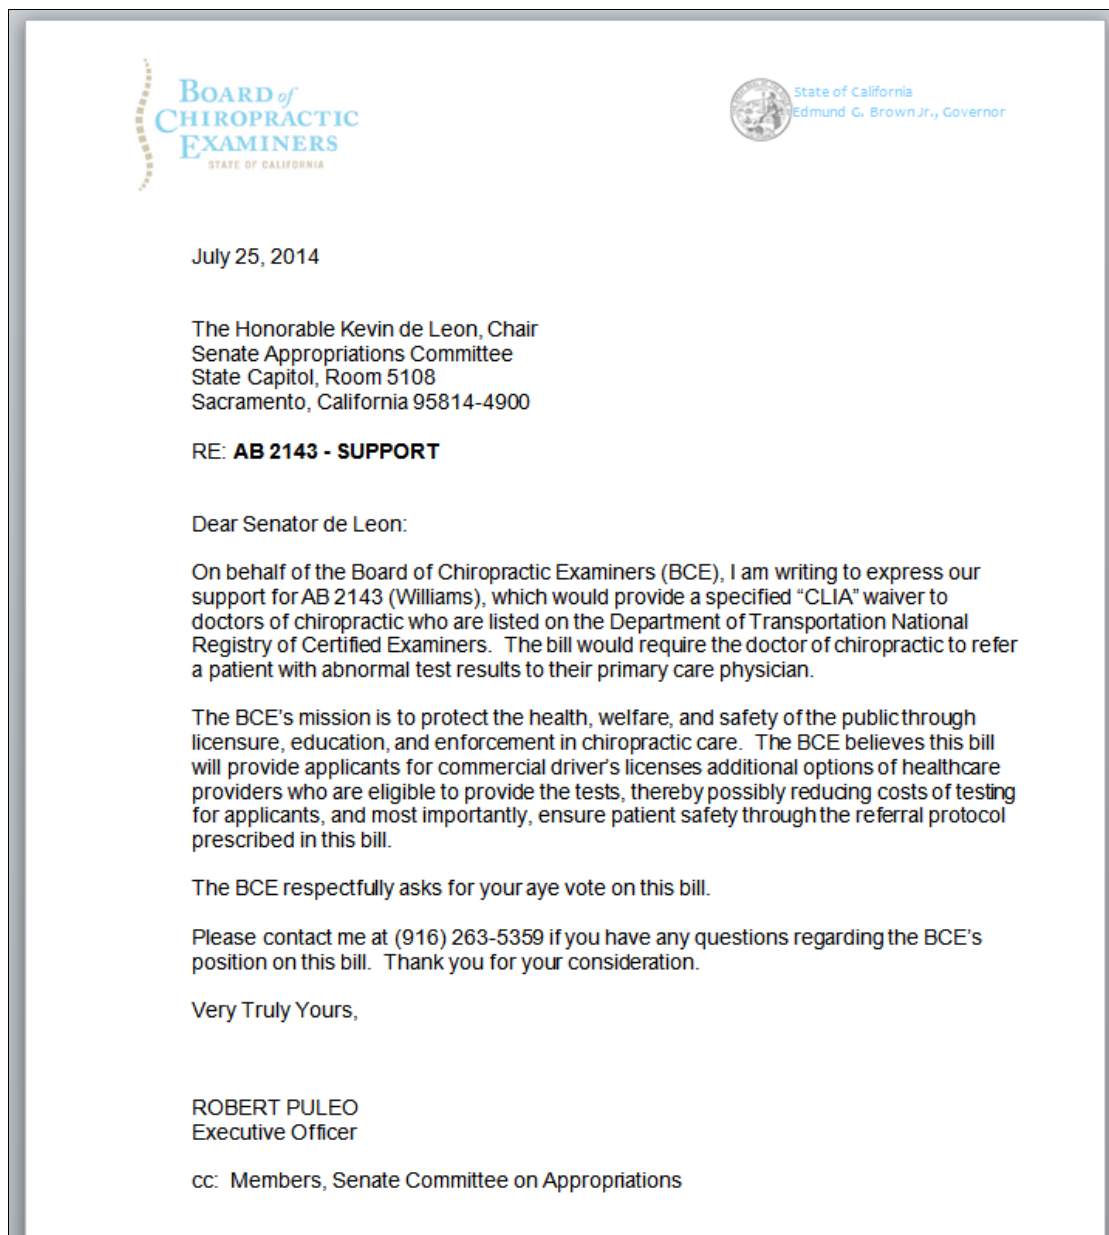 BOARD of
CHIROPRACTIC
EXAMINERS
STATE OF CALIFORNIA
State of California
Edmund G. Brown Jr., Governor
July 25, 2014
The Honorable Kevin de Leon, Chair
Senate Appropriations Committee
State Capitol, Room 5108
Sacramento, California 95814-4900
RE: AB 2143 - SUPPORT
Dear Senator de Leon:
On behalf of the Board of Chiropractic Examiners (BCE), I am writing to express our
support for AB 2143 (Williams), which would provide a specified “CLIA” waiver to
doctors of chiropractic who are listed on the Department of Transportation National
Registry of Certified Examiners.  The bill would require the doctor of chiropractic to refer
a patient with abnormal test results to their primary care physician.
The BCE’s mission is to protect the health, welfare, and safety of the public through
licensure, education, and enforcement in chiropractic care.  The BCE believes this bill
will provide applicants for commercial driver’s licenses additional options of healthcare
providers who are eligible to provide the tests, thereby possibly reducing costs of testing
for applicants, and most importantly, ensure patient safety through the referral protocol
prescribed in this bill.
The BCE respectfully asks for your aye vote on this bill.
Please contact me at (916) 263-5359 if you have any questions regarding the BCE’s
position on this bill.  Thank you for your consideration.
Very Truly Yours,
ROBERT PULEO
Executive Officer
cc:  Members, Senate Committee on Appropriations